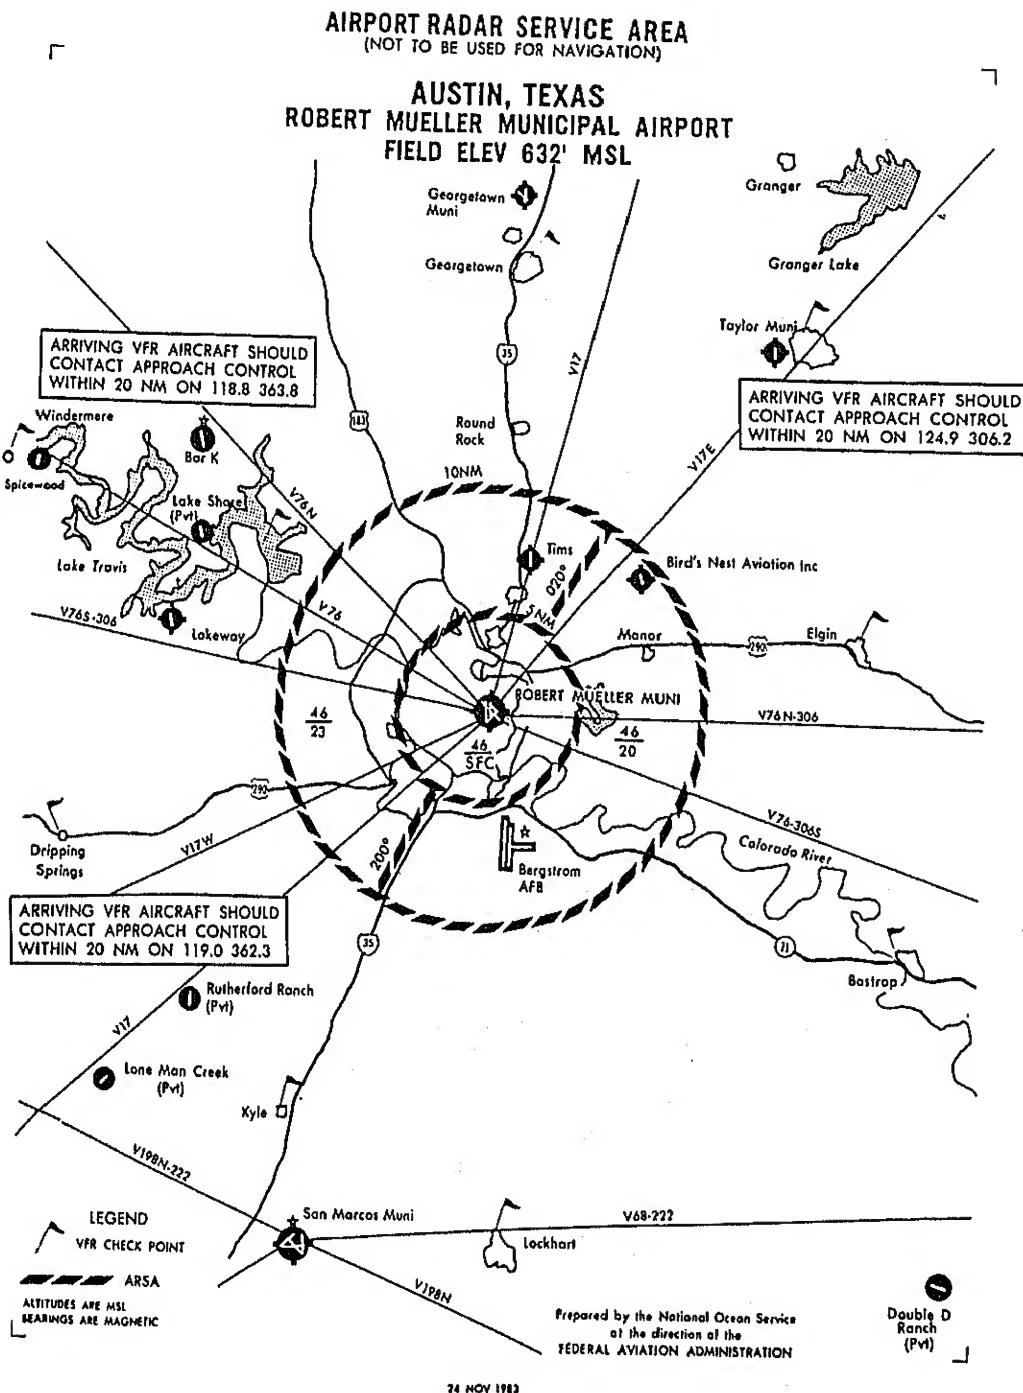 AIRPORT RADAR SERVICE AREA
(NOT TO BE USED FOR NAVIGATION)
AUSTIN, TEXAS
ROBERT MUELLER MUNICIPAL AIRPORT
FIELD ELEV 632' MSL
Georgetown
Muni
Georgetown
Granger
Granger Lake
Taylor Muni
35
V17
183
ARRIVING VFR AIRCRAFT SHOULD
CONTACT APPROACH CONTROL
WITHIN 20 NM ON 118.8 363.8
ARRIVING VFR AIRCRAFT SHOULD
CONTACT APPROACH CONTROL
WITHIN 20 NM ON 124.9 306.2
Windermere
Spicewood
Bar K
Round
Rock
10NM
V17E
V76N
Lake Shore
(Pvt)
Lake Travis
Tims
020°
Bird's Nest Aviation Inc
V76
V76S-306
Lakeway
5NM
Manor
290
Elgin
ROBERT MUELLER MUNI
V76N-306
46
23
46
SFC
46
20
290
V17W
Dripping
Springs
200°
Bergstrom
AFB
V76-306S
Colorado River
ARRIVING VFR AIRCRAFT SHOULD
CONTACT APPROACH CONTROL
WITHIN 20 NM ON 119.0 362.3
35
71
Bastrop
Rutherford Ranch
(Pvt)
V17
Lone Man Creek
(Pvt)
Kyle
V198N-222
San Marcos Muni
V68-222
Lockhart
V198N
LEGEND
VFR CHECK POINT
ARSA
ALTITUDES ARE MSL
BEARINGS ARE MAGNETIC
Prepared by the National Ocean Service
at the direction of the
FEDERAL AVIATION ADMINISTRATION
Double D
Ranch
(Pvt)
24 NOV 1983